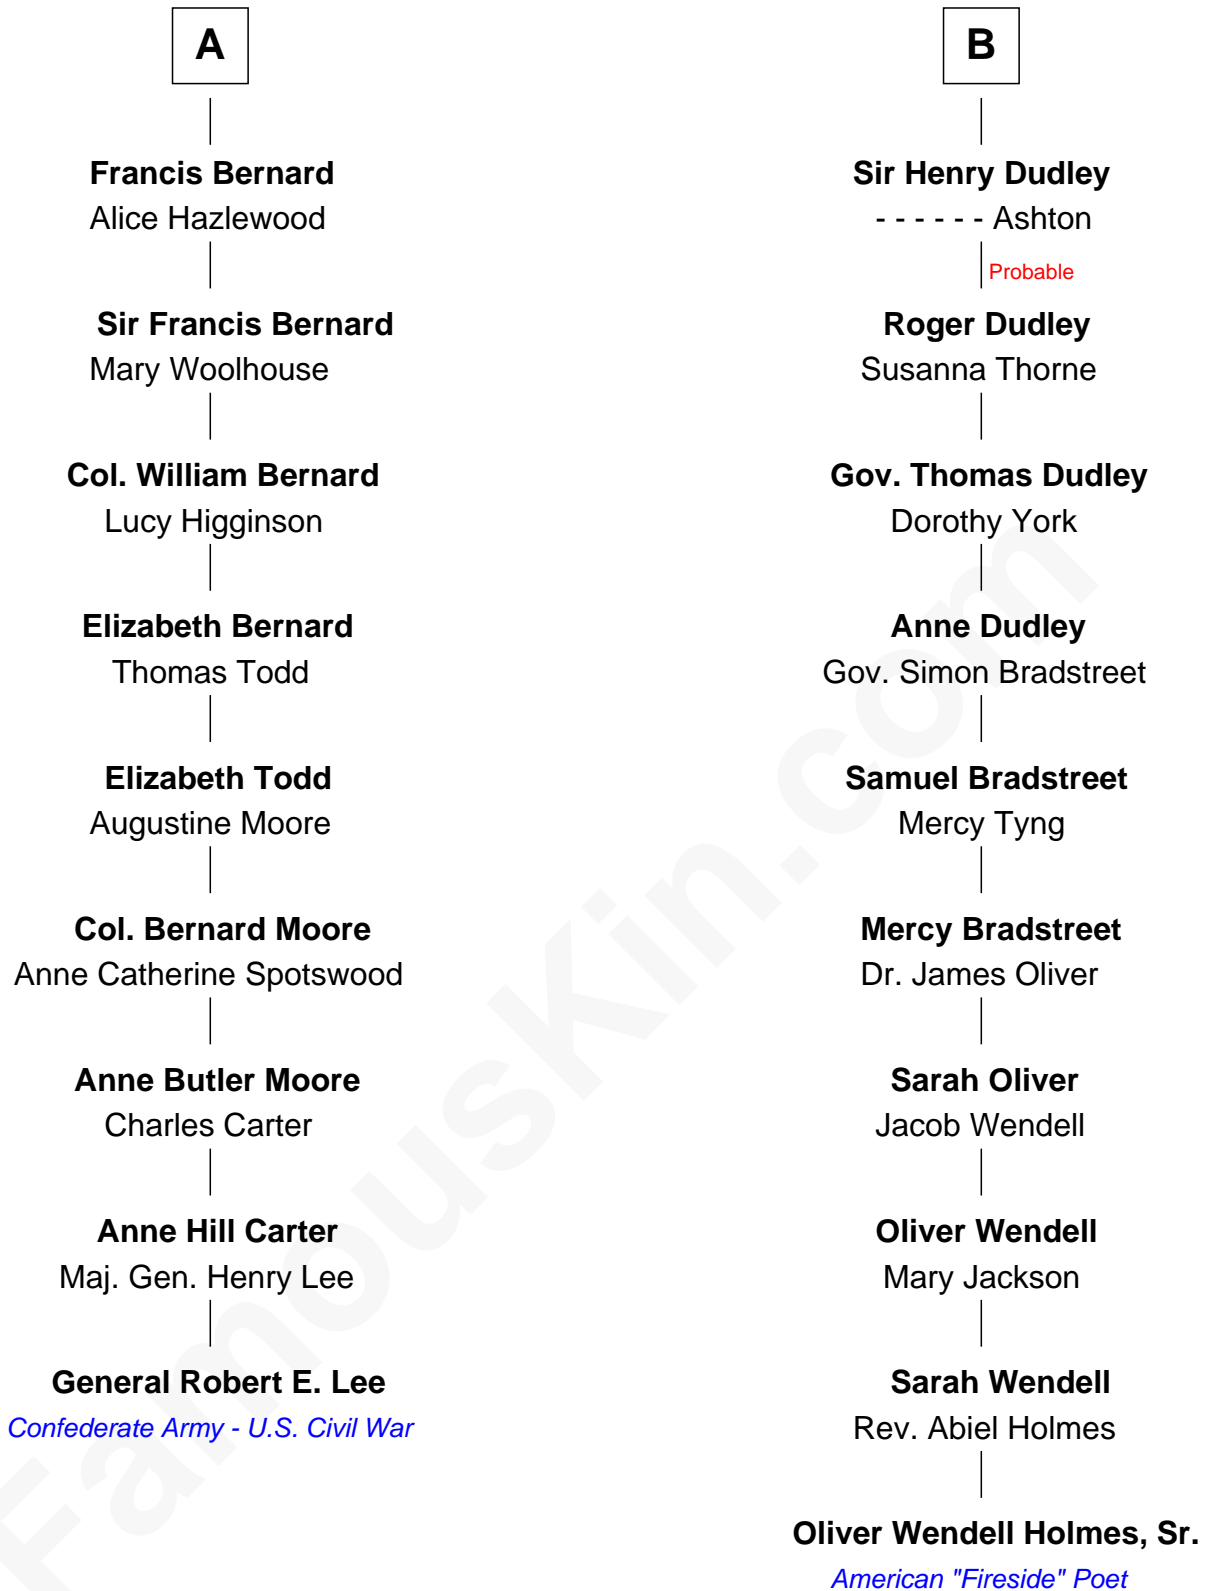 A
Francis Bernard
Alice Hazlewood
Sir Francis Bernard
Mary Woolhouse
Col. William Bernard
Lucy Higginson
Elizabeth Bernard
Thomas Todd
Elizabeth Todd
Augustine Moore
Col. Bernard Moore
Anne Catherine Spotswood
Anne Butler Moore
Charles Carter
Anne Hill Carter
Maj. Gen. Henry Lee
General Robert E. Lee
Confederate Army - U.S. Civil War
B
Sir Henry Dudley
- - - - - - Ashton
Probable
Roger Dudley
Susanna Thorne
Gov. Thomas Dudley
Dorothy York
Anne Dudley
Gov. Simon Bradstreet
Samuel Bradstreet
Mercy Tyng
Mercy Bradstreet
Dr. James Oliver
Sarah Oliver
Jacob Wendell
Oliver Wendell
Mary Jackson
Sarah Wendell
Rev. Abiel Holmes
Oliver Wendell Holmes, Sr.
American "Fireside" Poet
FamousKin.com